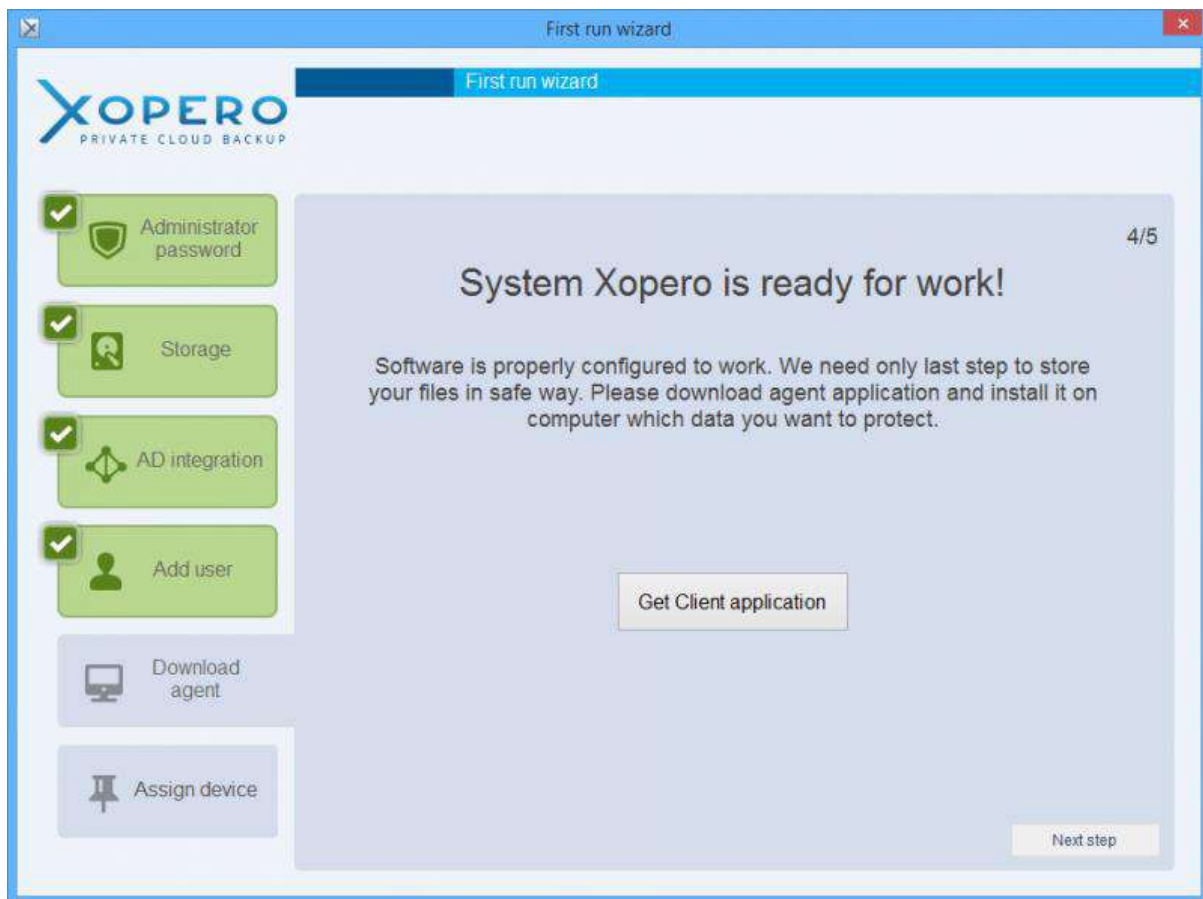 First run wizard
First run wizard
XOPERO
PRIVATE CLOUD BACKUP
Administrator
password
Storage
AD integration
Add user
Download
agent
Assign device
4/5
System Xopero is ready for work!
Software is properly configured to work. We need only last step to store
your files in safe way. Please download agent application and install it on
computer which data you want to protect.
Get Client application
Next step